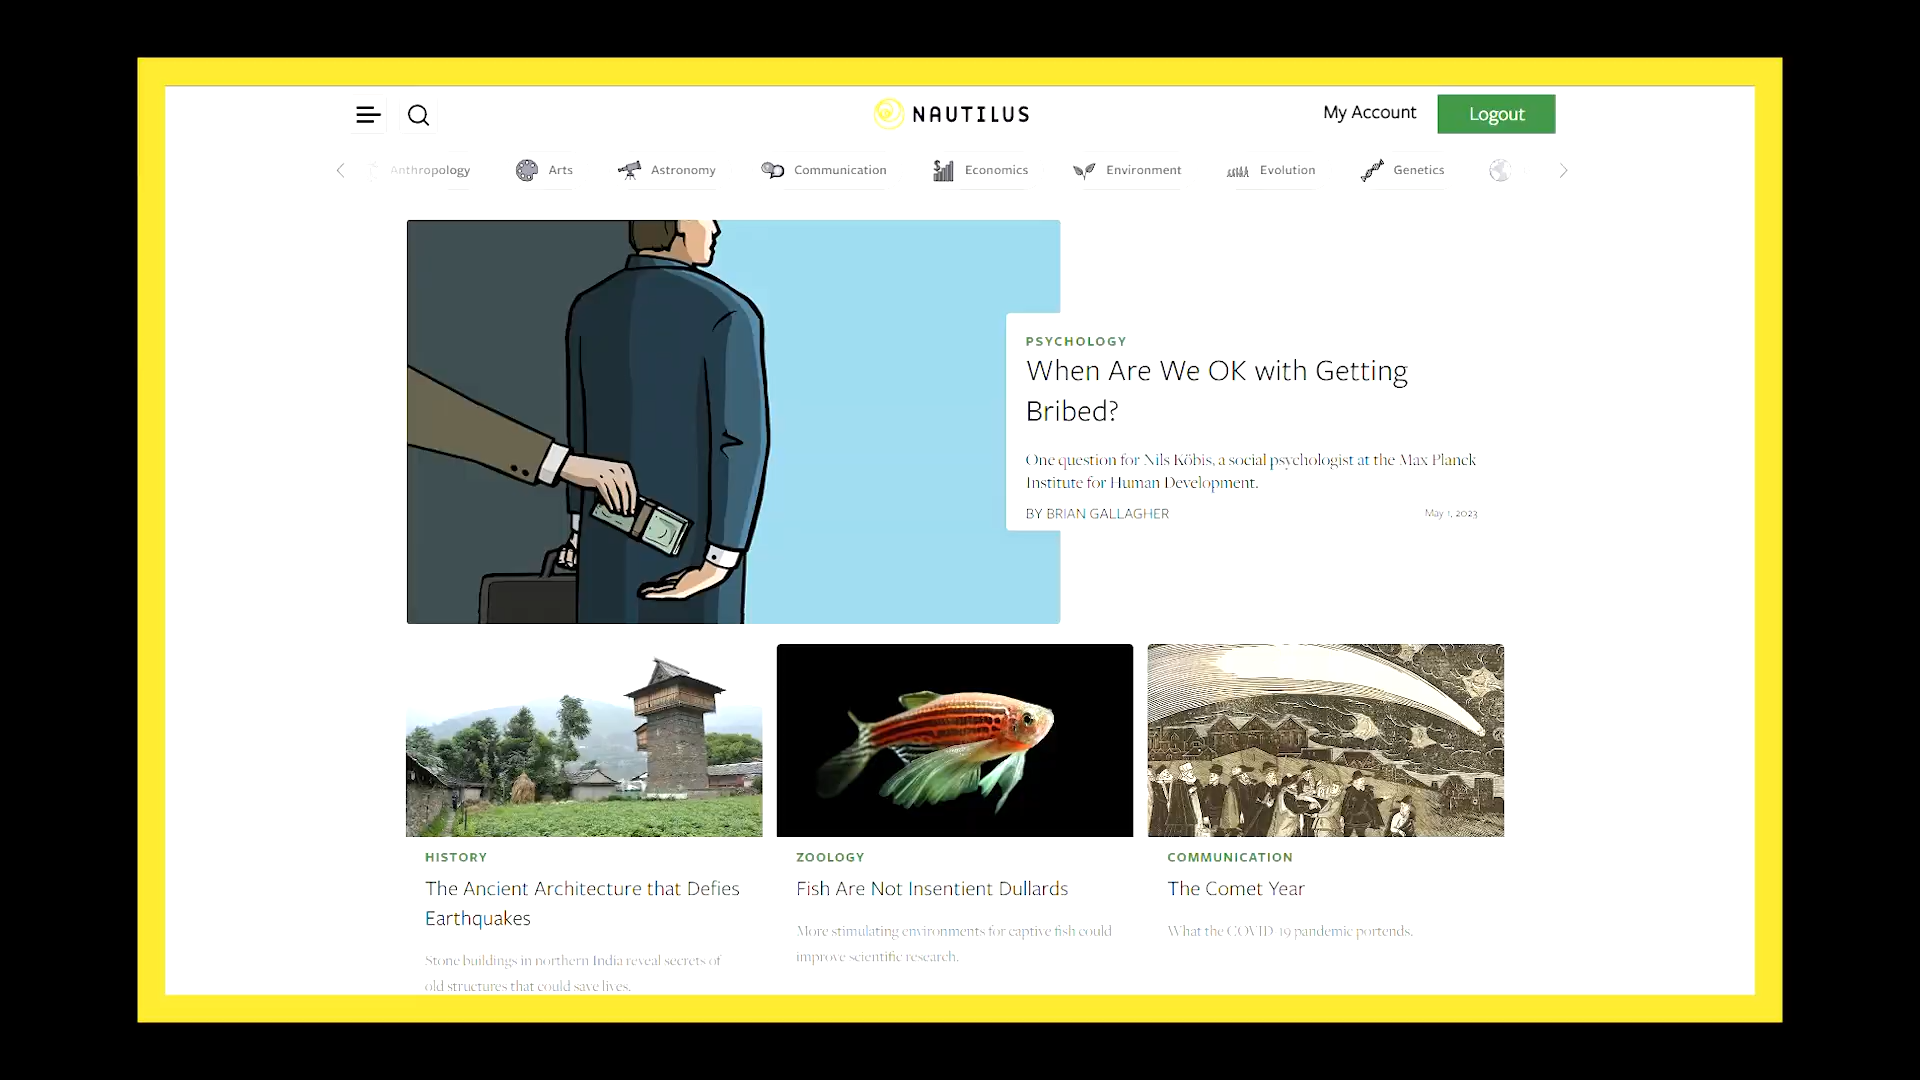 NAUTILUS
My Account
Logout
Anthropology
Arts
Astronomy
Communication
Economics
Environment
Evolution
Genetics
PSYCHOLOGY
When Are We OK with Getting
Bribed?
One question for Nils Köbis, a social psychologist at the Max Planck
Institute for Human Development.
BY BRIAN GALLAGHER
May 1, 2023
HISTORY
The Ancient Architecture that Defies
Earthquakes
Stone buildings in northern India reveal secrets of
old structures that could save lives.
ZOOLOGY
Fish Are Not Insentient Dullards
More stimulating environments for captive fish could
improve scientific research.
COMMUNICATION
The Comet Year
What the COVID-19 pandemic portends.